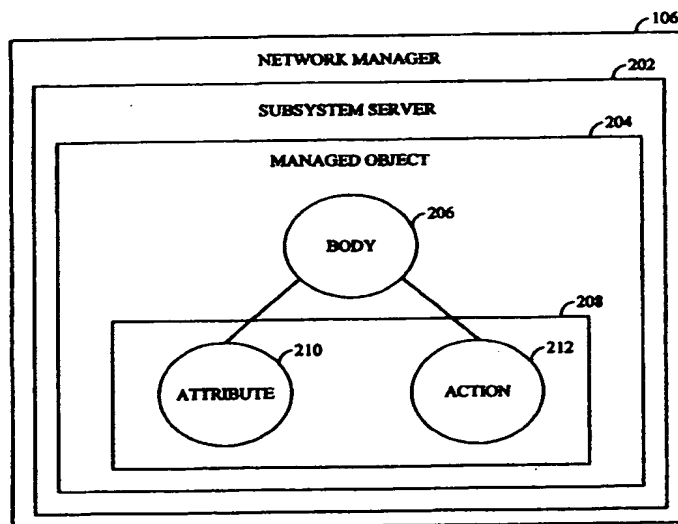 106
NETWORK MANAGER
202
SUBSYSTEM SERVER
204
MANAGED OBJECT
206
BODY
208
210
212
ATTRIBUTE
ACTION